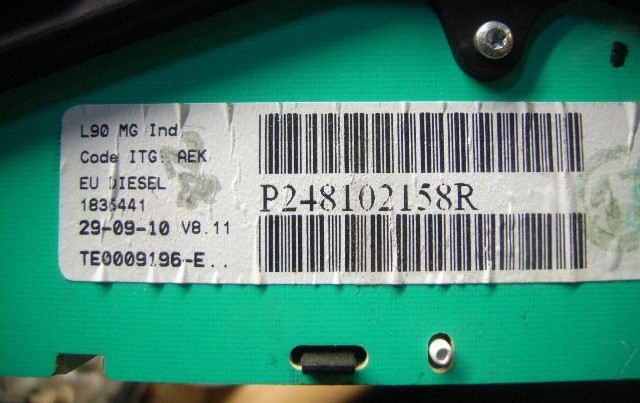 L90 MG Ind
Code ITG: AEK
EU DIESEL
1835441
29-09-10 V8.11
TE0009196-E..
P248102158R